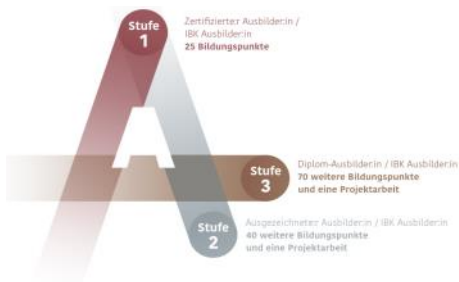 Stufe
1
Zertifizierte:r Ausbilder:in /
IBK Ausbilder:in
25 Bildungspunkte
Stufe
3
Diplom-Ausbilder:in / IBK Ausbilder:in
70 weitere Bildungspunkte
und eine Projektarbeit
Stufe
2
Ausgezeichnete:r Ausbilder:in / IBK Ausbilder:in
40 weitere Bildungspunkte
und eine Projektarbeit